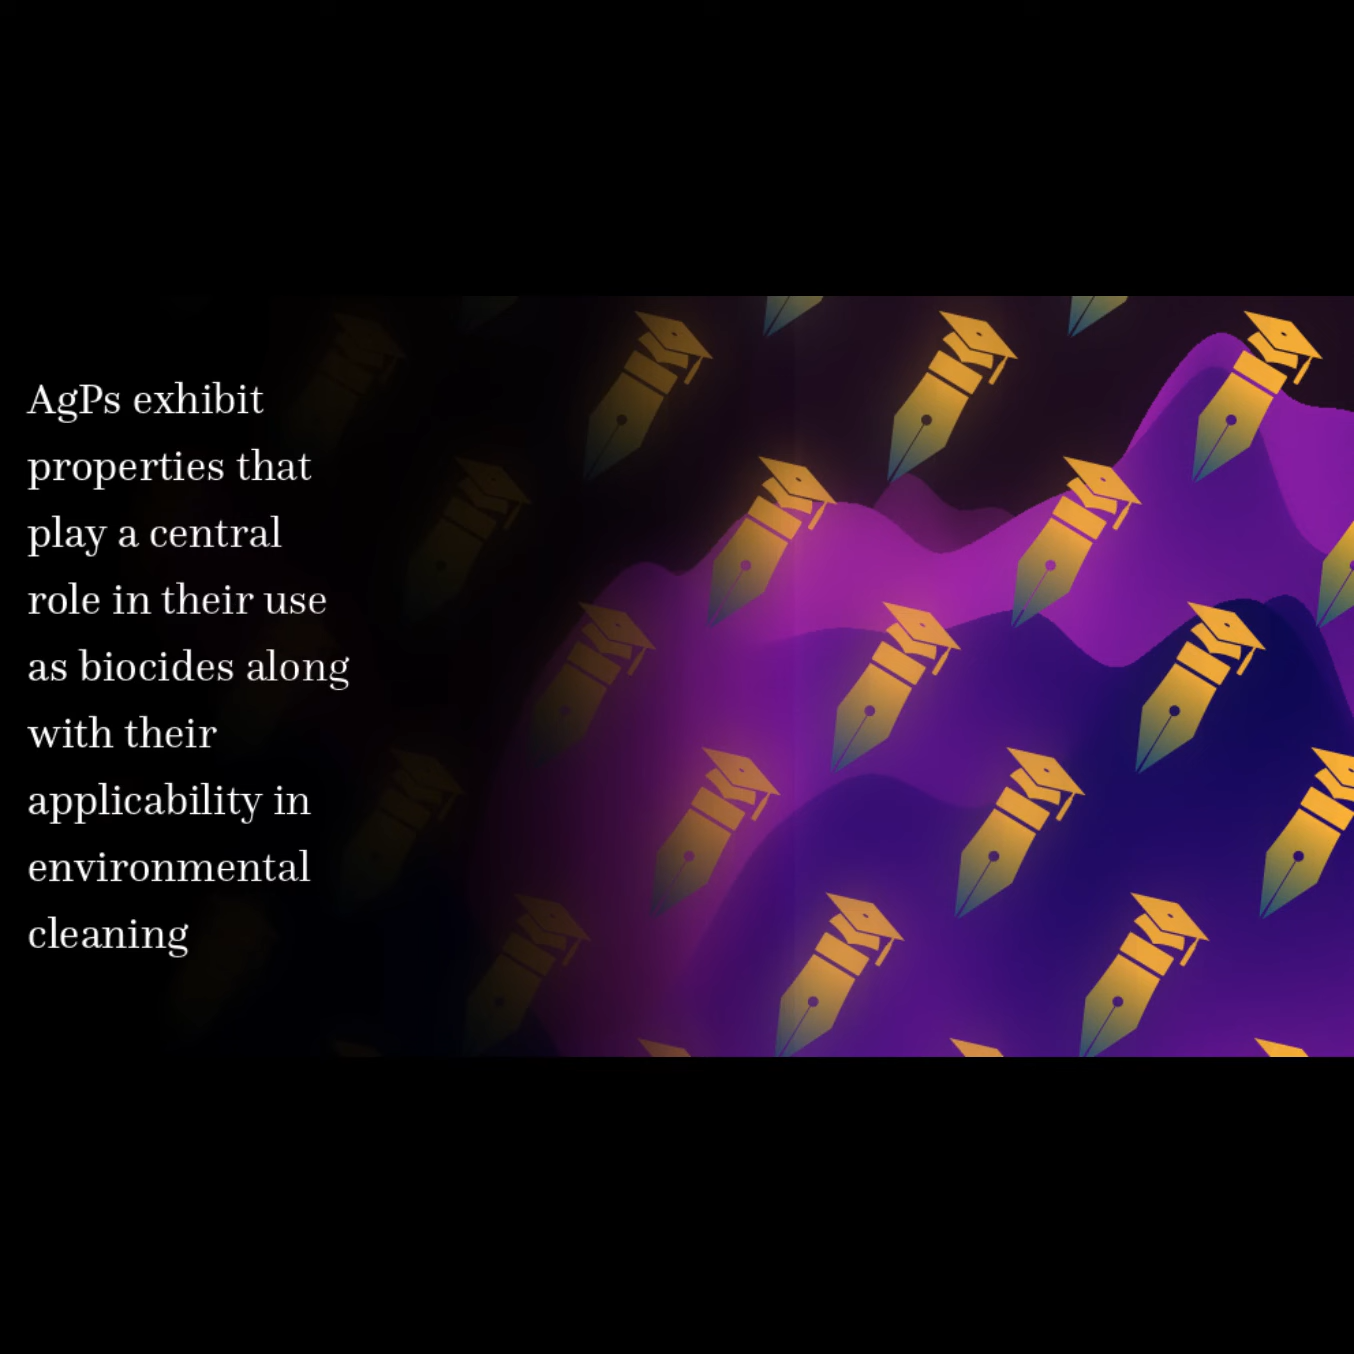 AgPs exhibit
properties that
play a central
role in their use
as biocides along
with their
applicability in
environmental
cleaning